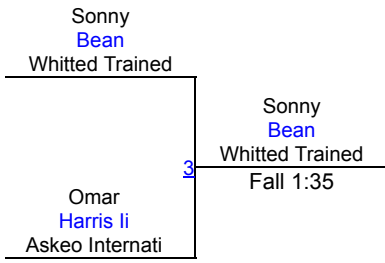 Sonny
Bean
Whitted Trained
Sonny
Bean
Whitted Trained
3
Fall 1:35
Omar
Harris Ii
Askeo Internati